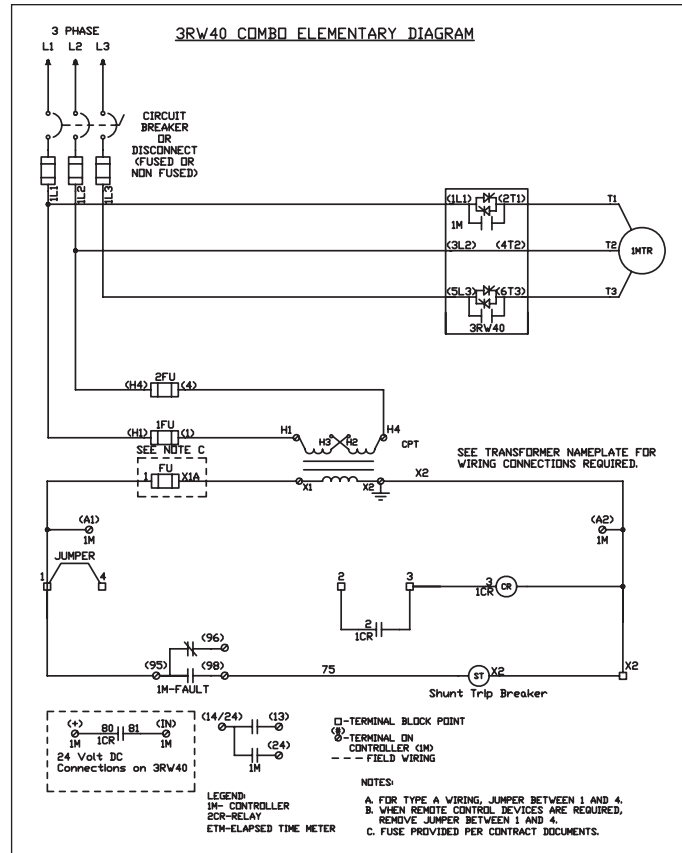 3RW40 COMBO ELEMENTARY DIAGRAM
3 PHASE
L1 L2 L3
CIRCUIT
BREAKER
OR
DISCONNECT
(FUSED OR
NON FUSED)
1L1 1L2 1L3
(1L1) (2T1) T1
1M
(3L2) (4T2) T2
1MTR
(5L3) (6T3) T3
3RW40
2FU
(H4) (4)
1FU
(H1) (1) H1 H3 H2 H4
CPT
SEE NOTE C
FU
1 X1A X1 X2 X2
SEE TRANSFORMER NAMEPLATE FOR
WIRING CONNECTIONS REQUIRED.
(A1) (A2)
1M 1M
JUMPER
1 4 2 3 3
CR
1CR
2
1CR
(96)
(95) (98) 75 ST X2 X2
1M-FAULT
Shunt Trip Breaker
(+) 80 81 (IN)
1M 1CR 1M
24 Volt DC
Connections on 3RW40
(14/24) (13)
(24)
1M
□-TERMINAL BLOCK POINT
(#)
⊘-TERMINAL ON
CONTROLLER (1M)
---- FIELD WIRING
LEGEND:
1M- CONTROLLER
2CR-RELAY
ETM-ELAPSED TIME METER
NOTES:
A. FOR TYPE A WIRING, JUMPER BETWEEN 1 AND 4.
B. WHEN REMOTE CONTROL DEVICES ARE REQUIRED,
REMOVE JUMPER BETWEEN 1 AND 4.
C. FUSE PROVIDED PER CONTRACT DOCUMENTS.